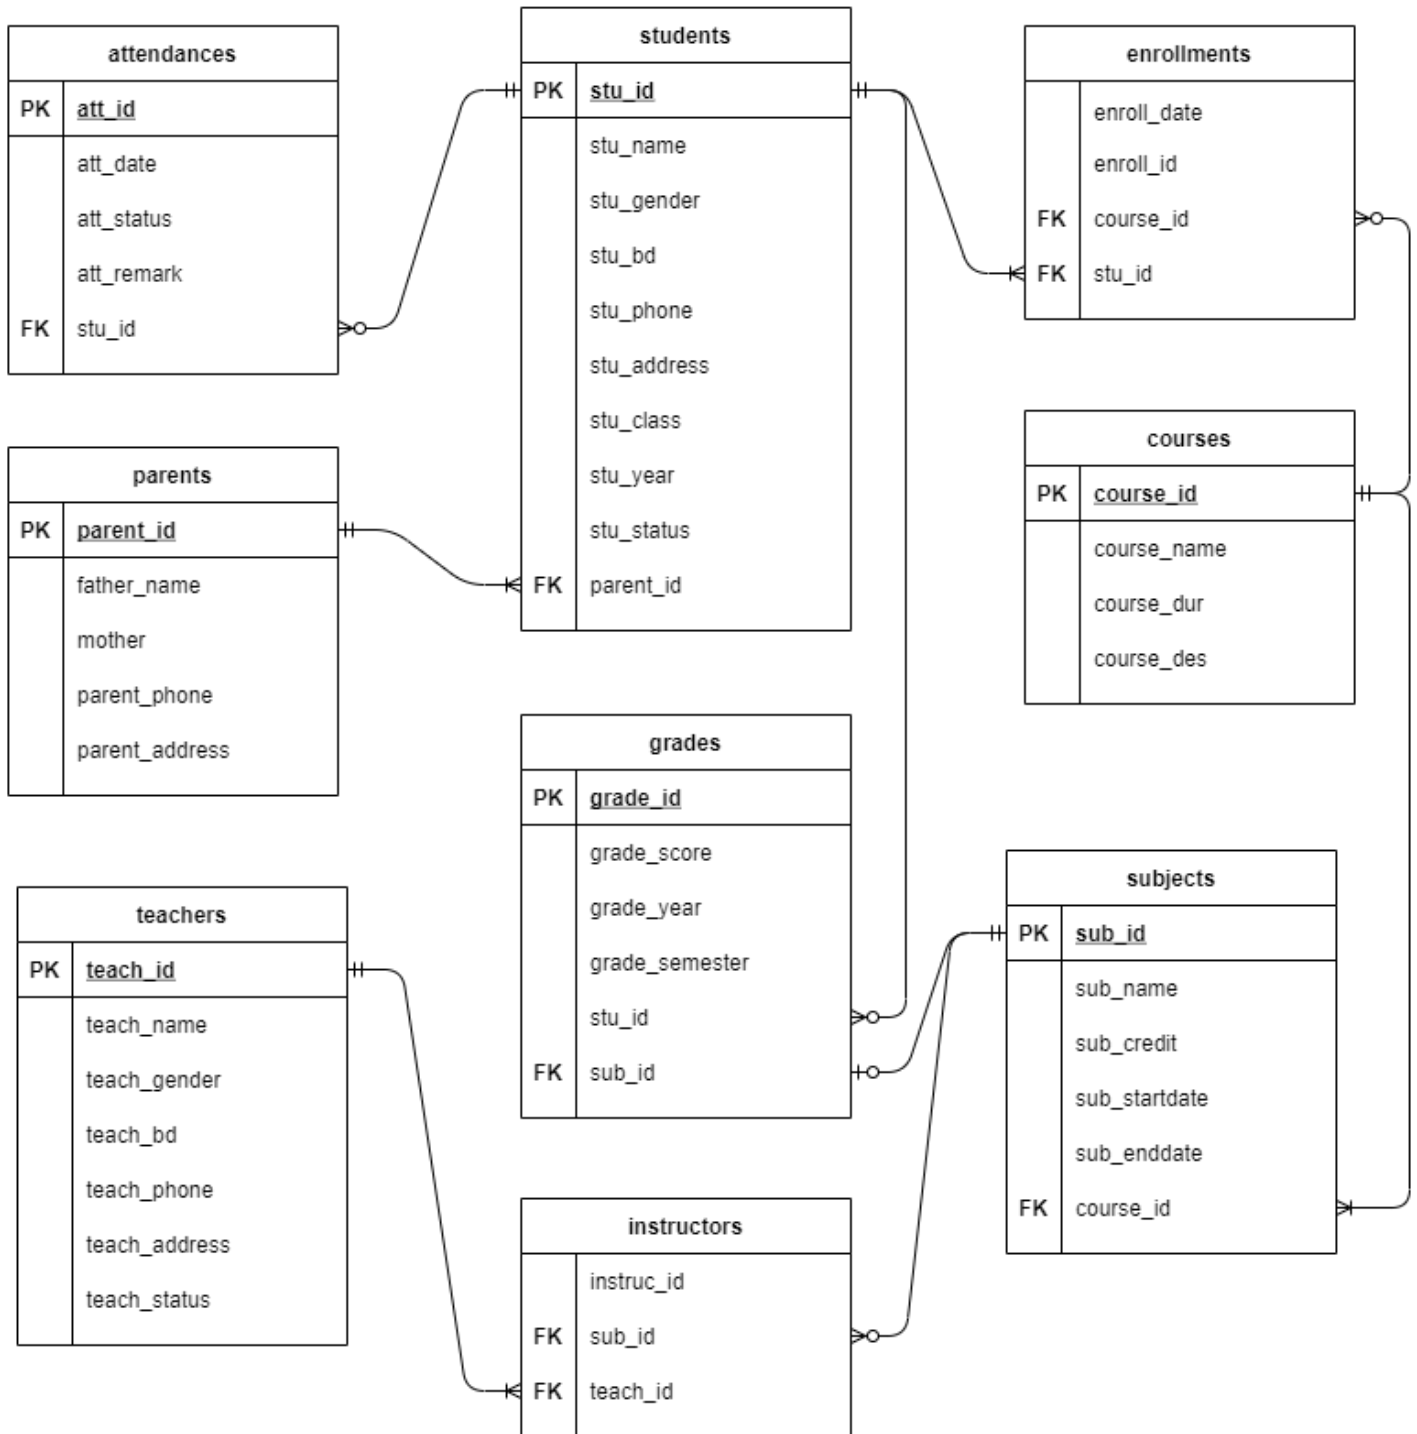 attendances
PK att_id
att_date
att_status
att_remark
FK stu_id
students
PK stu_id
stu_name
stu_gender
stu_bd
stu_phone
stu_address
stu_class
stu_year
stu_status
FK parent_id
enrollments
enroll_date
enroll_id
FK course_id
FK stu_id
parents
PK parent_id
father_name
mother
parent_phone
parent_address
courses
PK course_id
course_name
course_dur
course_des
grades
PK grade_id
grade_score
grade_year
grade_semester
stu_id
FK sub_id
teachers
PK teach_id
teach_name
teach_gender
teach_bd
teach_phone
teach_address
teach_status
subjects
PK sub_id
sub_name
sub_credit
sub_startdate
sub_enddate
FK course_id
instructors
instruc_id
FK sub_id
FK teach_id